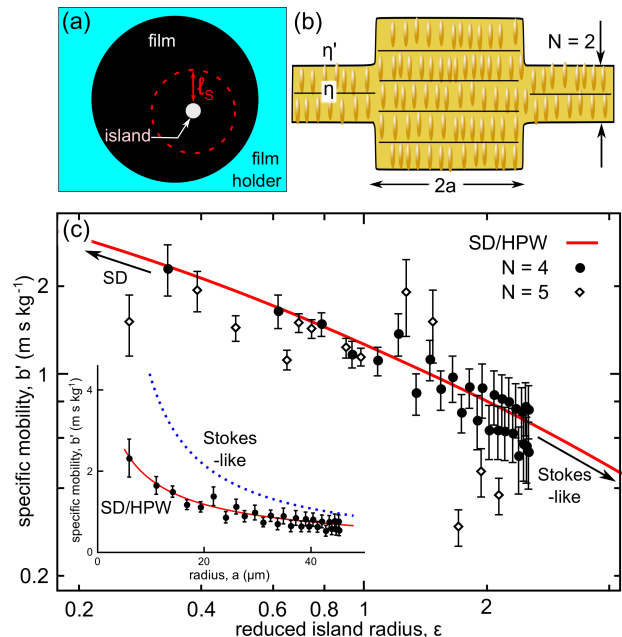 (a)
film
ℓs
island
film
holder
(b)
N = 2
η'
η
2a
(c)
SD/HPW
N = 4
N = 5
SD
Stokes
-like
specific mobility, b' (m s kg⁻¹)
2
1
0.2
0.2
0.4
0.6
0.8
1
2
reduced island radius, ε
specific mobility, b' (m s kg⁻¹)
4
2
0
Stokes
-like
SD/HPW
0
20
40
radius, a (μm)